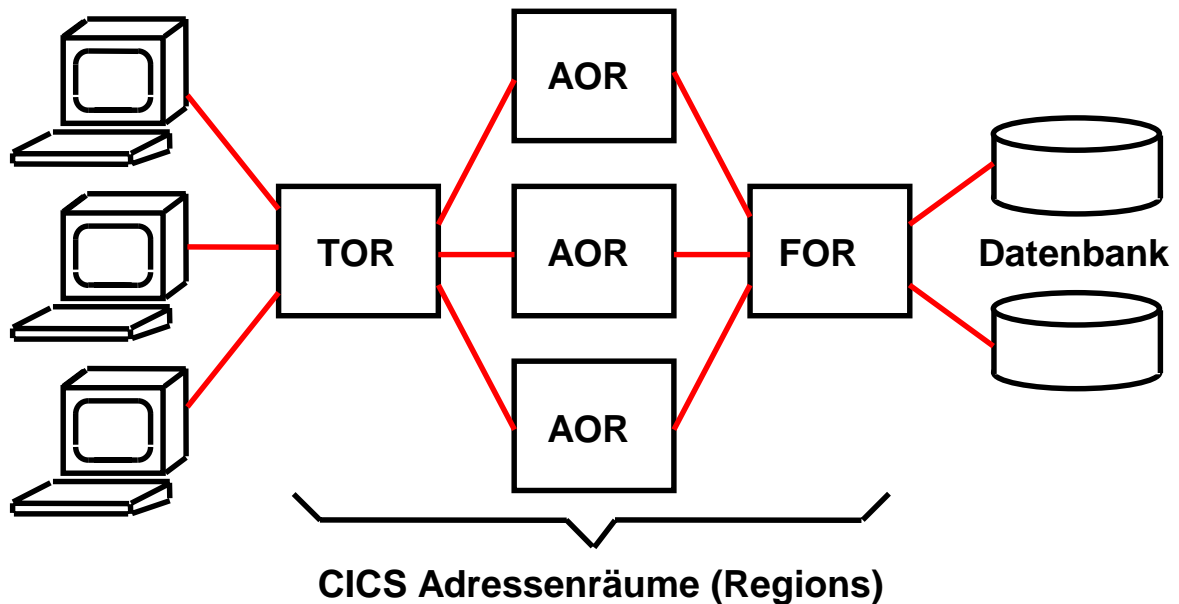 AOR
TOR
AOR
FOR
Datenbank
AOR
CICS Adressenräume (Regions)